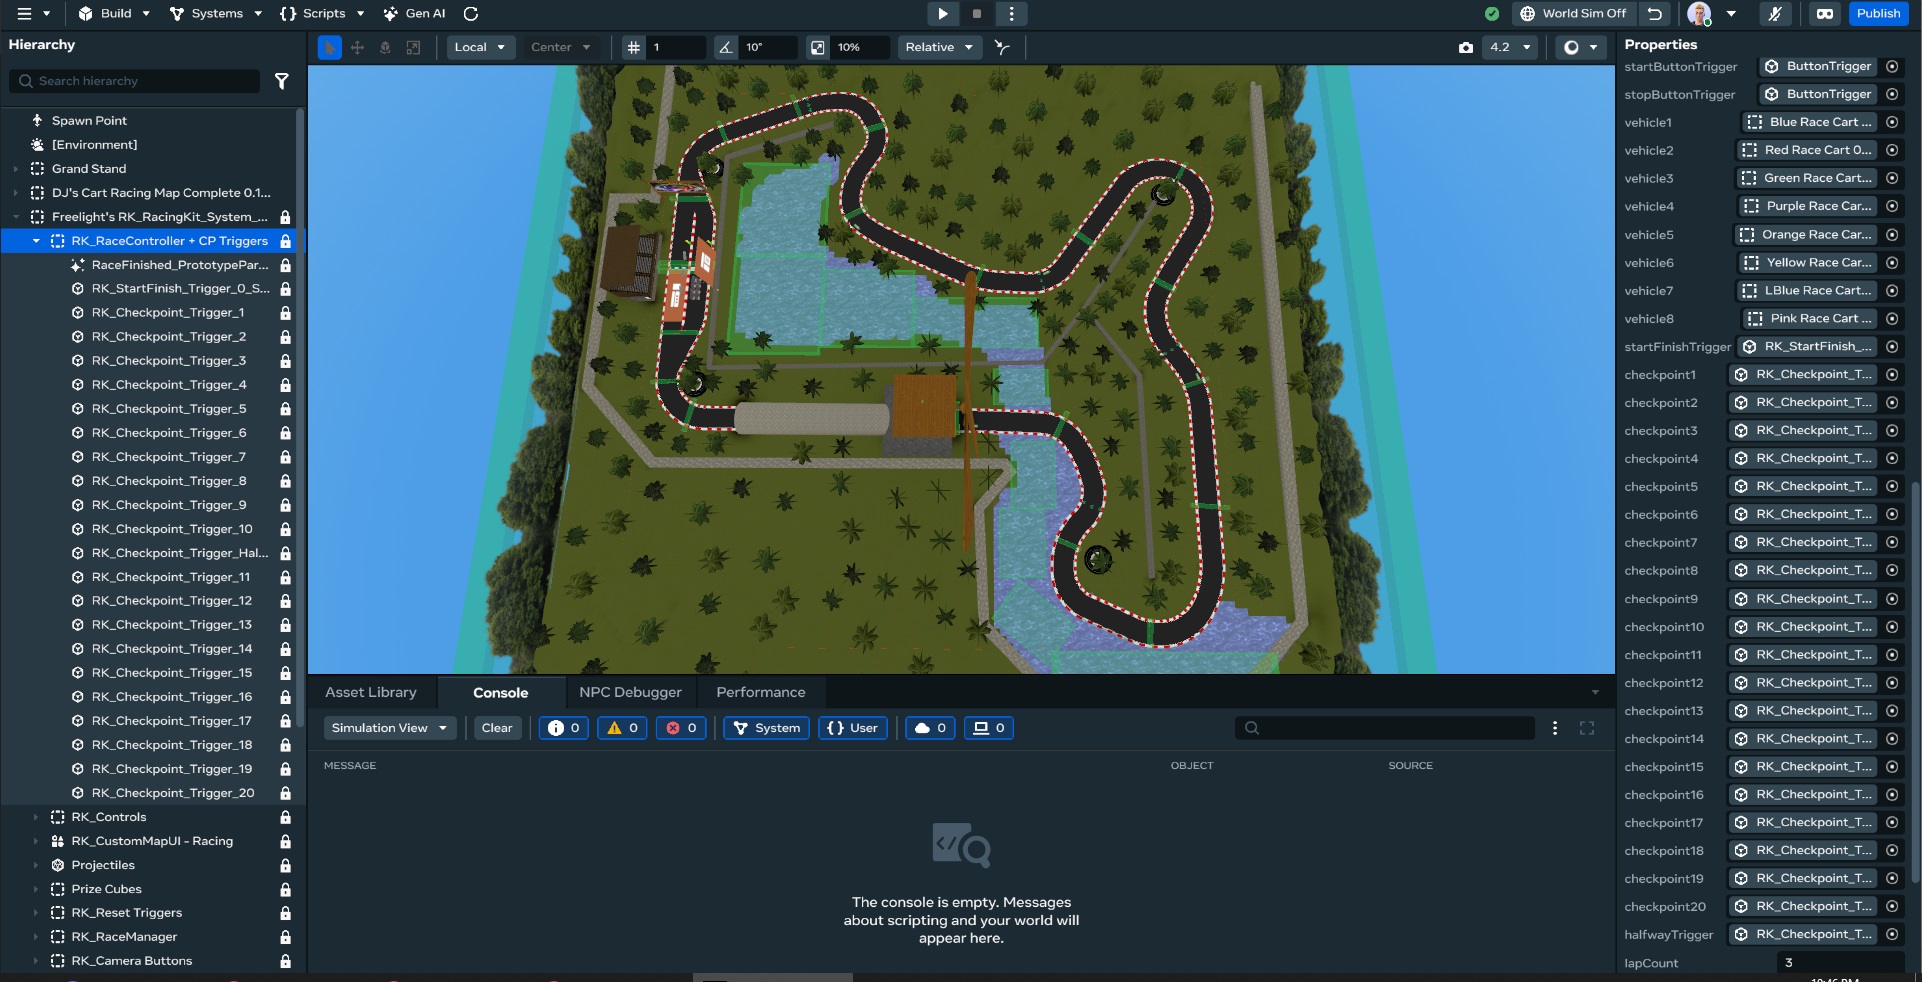 Build
Systems
Scripts
Gen AI
World Sim Off
Publish
Hierarchy
Local
Center
1
10°
10%
Relative
4.2
Properties
Search hierarchy
Spawn Point
[Environment]
Grand Stand
DJ's Cart Racing Map Complete 0.1...
Freelight's RK_RacingKit_System_...
RK_RaceController + CP Triggers
RaceFinished_PrototypePar...
RK_StartFinish_Trigger_0_S...
RK_Checkpoint_Trigger_1
RK_Checkpoint_Trigger_2
RK_Checkpoint_Trigger_3
RK_Checkpoint_Trigger_4
RK_Checkpoint_Trigger_5
RK_Checkpoint_Trigger_6
RK_Checkpoint_Trigger_7
RK_Checkpoint_Trigger_8
RK_Checkpoint_Trigger_9
RK_Checkpoint_Trigger_10
RK_Checkpoint_Trigger_Hal...
RK_Checkpoint_Trigger_11
RK_Checkpoint_Trigger_12
RK_Checkpoint_Trigger_13
RK_Checkpoint_Trigger_14
RK_Checkpoint_Trigger_15
RK_Checkpoint_Trigger_16
RK_Checkpoint_Trigger_17
RK_Checkpoint_Trigger_18
RK_Checkpoint_Trigger_19
RK_Checkpoint_Trigger_20
RK_Controls
RK_CustomMapUI - Racing
Projectiles
Prize Cubes
RK_Reset Triggers
RK_RaceManager
RK_Camera Buttons
Asset Library
Console
NPC Debugger
Performance
Simulation View
Clear
0
0
0
System
User
0
0
MESSAGE
OBJECT
SOURCE
The console is empty. Messages
about scripting and your world will
appear here.
startButtonTrigger ButtonTrigger
stopButtonTrigger ButtonTrigger
vehicle1 Blue Race Cart ...
vehicle2 Red Race Cart 0...
vehicle3 Green Race Cart...
vehicle4 Purple Race Car...
vehicle5 Orange Race Car...
vehicle6 Yellow Race Car...
vehicle7 LBlue Race Cart...
vehicle8 Pink Race Cart ...
startFinishTrigger RK_StartFinish_...
checkpoint1 RK_Checkpoint_T...
checkpoint2 RK_Checkpoint_T...
checkpoint3 RK_Checkpoint_T...
checkpoint4 RK_Checkpoint_T...
checkpoint5 RK_Checkpoint_T...
checkpoint6 RK_Checkpoint_T...
checkpoint7 RK_Checkpoint_T...
checkpoint8 RK_Checkpoint_T...
checkpoint9 RK_Checkpoint_T...
checkpoint10 RK_Checkpoint_T...
checkpoint11 RK_Checkpoint_T...
checkpoint12 RK_Checkpoint_T...
checkpoint13 RK_Checkpoint_T...
checkpoint14 RK_Checkpoint_T...
checkpoint15 RK_Checkpoint_T...
checkpoint16 RK_Checkpoint_T...
checkpoint17 RK_Checkpoint_T...
checkpoint18 RK_Checkpoint_T...
checkpoint19 RK_Checkpoint_T...
checkpoint20 RK_Checkpoint_T...
halfwayTrigger RK_Checkpoint_T...
lapCount 3